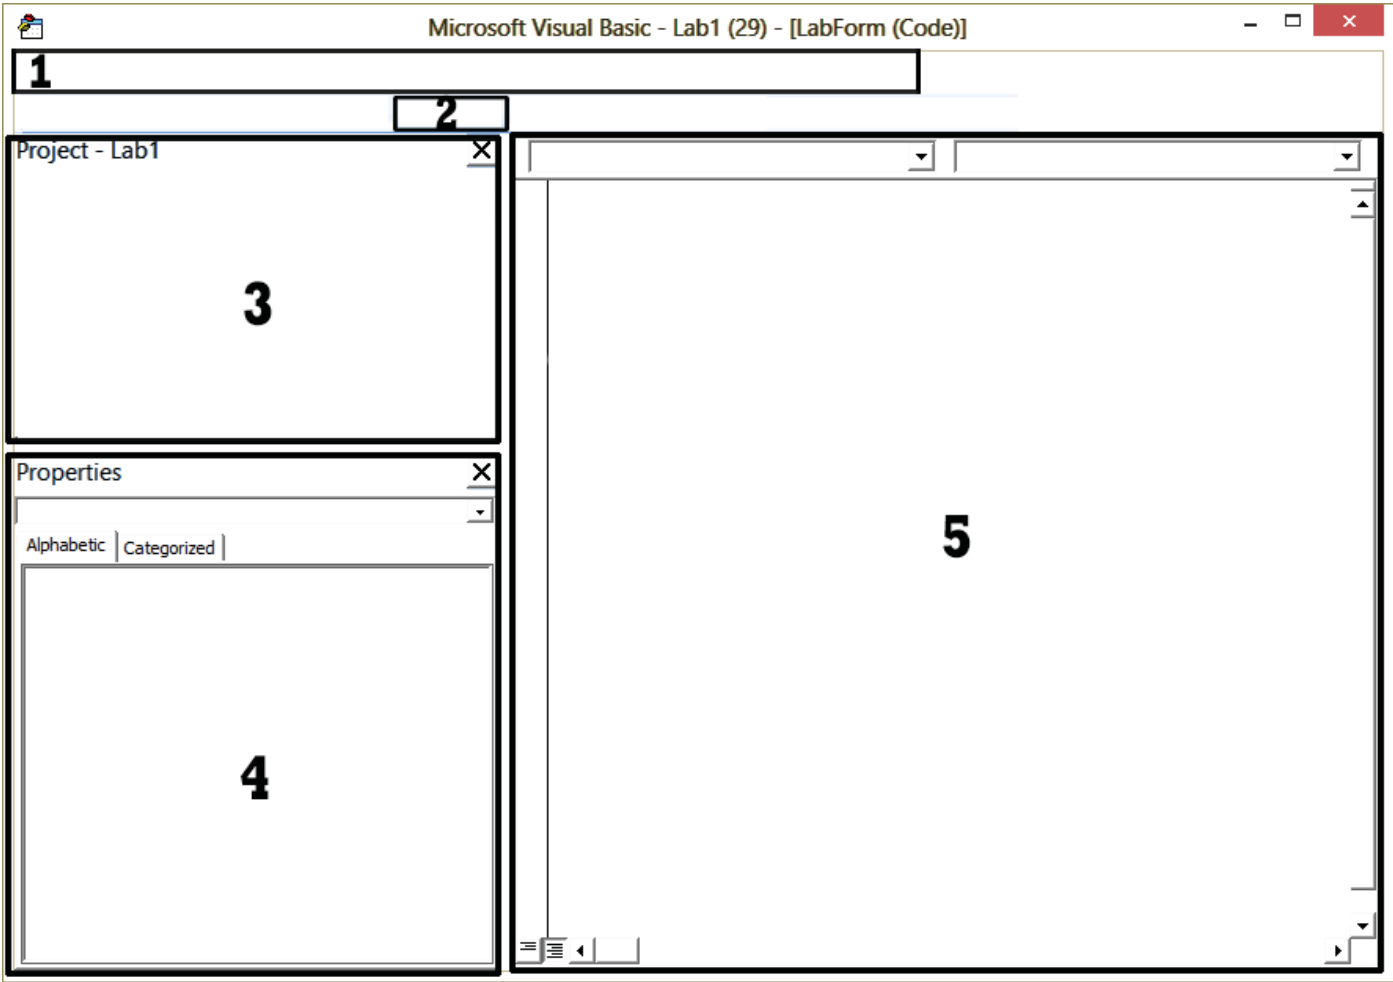 Microsoft Visual Basic - Lab1 (29) - [LabForm (Code)]
1
2
Project - Lab1
3
Properties
Alphabetic
Categorized
4
5